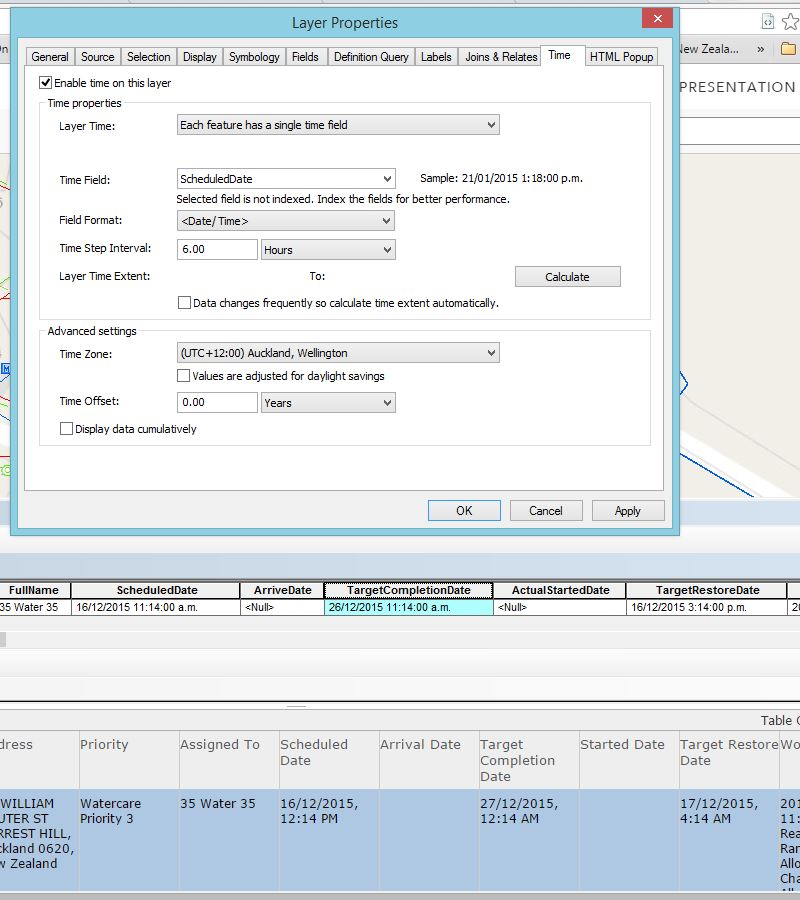 Layer Properties
New Zeala...
»
PRESENTATION
General Source Selection Display Symbology Fields Definition Query Labels Joins & Relates Time HTML Popup
Enable time on this layer
Time properties
Layer Time: Each feature has a single time field
Time Field: ScheduledDate Sample: 21/01/2015 1:18:00 p.m.
Selected field is not indexed. Index the fields for better performance.
Field Format: <Date/Time>
Time Step Interval: 6.00 Hours
Layer Time Extent: To: Calculate
Data changes frequently so calculate time extent automatically.
Advanced settings
Time Zone: (UTC+12:00) Auckland, Wellington
Values are adjusted for daylight savings
Time Offset: 0.00 Years
Display data cumulatively
OK Cancel Apply
FullName ScheduledDate ArriveDate TargetCompletionDate ActualStartedDate TargetRestoreDate
35 Water 35 16/12/2015 11:14:00 a.m. <Null> 26/12/2015 11:14:00 a.m. <Null> 16/12/2015 3:14:00 p.m. 20
Table
dress Priority Assigned To Scheduled Arrival Date Target Started Date Target Restore Wo
Date Completion Date
Date
WILLIAM Watercare 35 Water 35 16/12/2015, 27/12/2015, 17/12/2015, 201
UTER ST Priority 3 12:14 PM 12:14 AM 4:14 AM 11:
RREST HILL, Rea
ckland 0620, Ran
w Zealand Allo
Cha